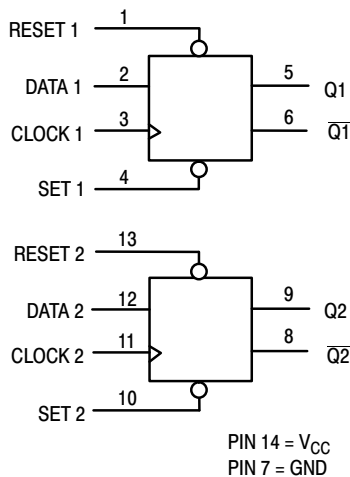 RESET 1 1
DATA 1 2 5 Q1
CLOCK 1 3 6 Q1̅
SET 1 4
RESET 2 13
DATA 2 12 9 Q2
CLOCK 2 11 8 Q2̅
SET 2 10
PIN 14 = VCC
PIN 7 = GND